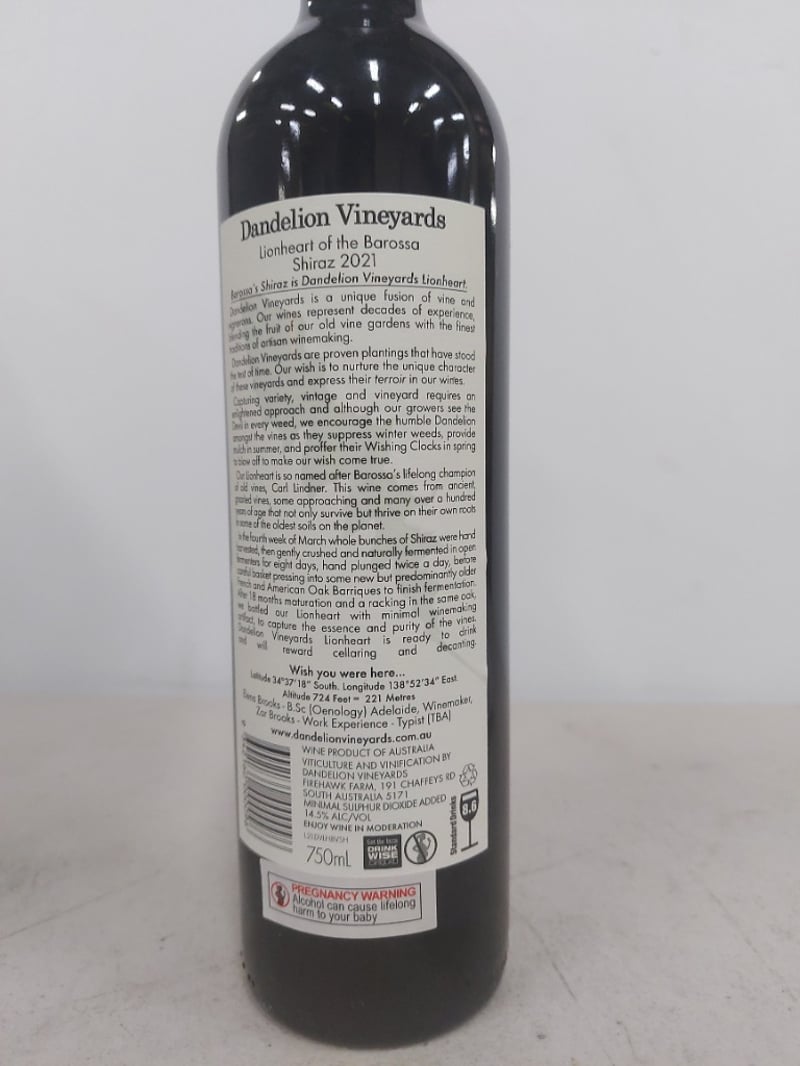 Dandelion Vineyards
Lionheart of the Barossa
Shiraz 2021
Barossa's Shiraz is Dandelion Vineyards Lionheart.
Dandelion Vineyards is a unique fusion of vine and
vignerons. Our wines represent decades of experience,
blending the fruit of our old vine gardens with the finest
traditions of artisan winemaking.
Dandelion Vineyards are proven plantings that have stood
the test of time. Our wish is to nurture the unique character
of these vineyards and express their terroir in our wines.
Capturing variety, vintage and vineyard requires an
enlightened approach and although our growers see the
Devil in every weed, we encourage the humble Dandelion
amongst the vines as they suppress winter weeds, provide
mulch in summer, and proffer their Wishing Clocks in spring
to blow off to make our wish come true.
Our Lionheart is so named after Barossa's lifelong champion
of old vines, Carl Lindner. This wine comes from ancient,
gnarled vines, some approaching and many over a hundred
years of age that not only survive but thrive on their own roots
in some of the oldest soils on the planet.
In the fourth week of March whole bunches of Shiraz were hand
harvested, then gently crushed and naturally fermented in open
fermenters for eight days, hand plunged twice a day, before
careful basket pressing into some new but predominantly older
French and American Oak Barriques to finish fermentation.
After 18 months maturation and a racking in the same oak,
we bottled our Lionheart with minimal winemaking
artifact, to capture the essence and purity of the vines.
Dandelion Vineyards Lionheart is ready to drink
and will reward cellaring and decanting.
Wish you were here...
Latitude 34°37'18" South. Longitude 138°52'34" East
Altitude 724 Feet = 221 Metres
Elena Brooks - B.Sc (Oenology) Adelaide, Winemaker,
Zar Brooks - Work Experience - Typist (TBA)
www.dandelionvineyards.com.au
WINE PRODUCT OF AUSTRALIA
VITICULTURE AND VINIFICATION BY
DANDELION VINEYARDS
FIREHAWK FARM, 191 CHAFFEYS RD
SOUTH AUSTRALIA 5171
MINIMAL SULPHUR DIOXIDE ADDED
14.5% ALC/VOL
ENJOY WINE IN MODERATION
750mL
Get the facts
DRINK
WISE
Standard Drinks
8.6
PREGNANCY WARNING
Alcohol can cause lifelong
harm to your baby